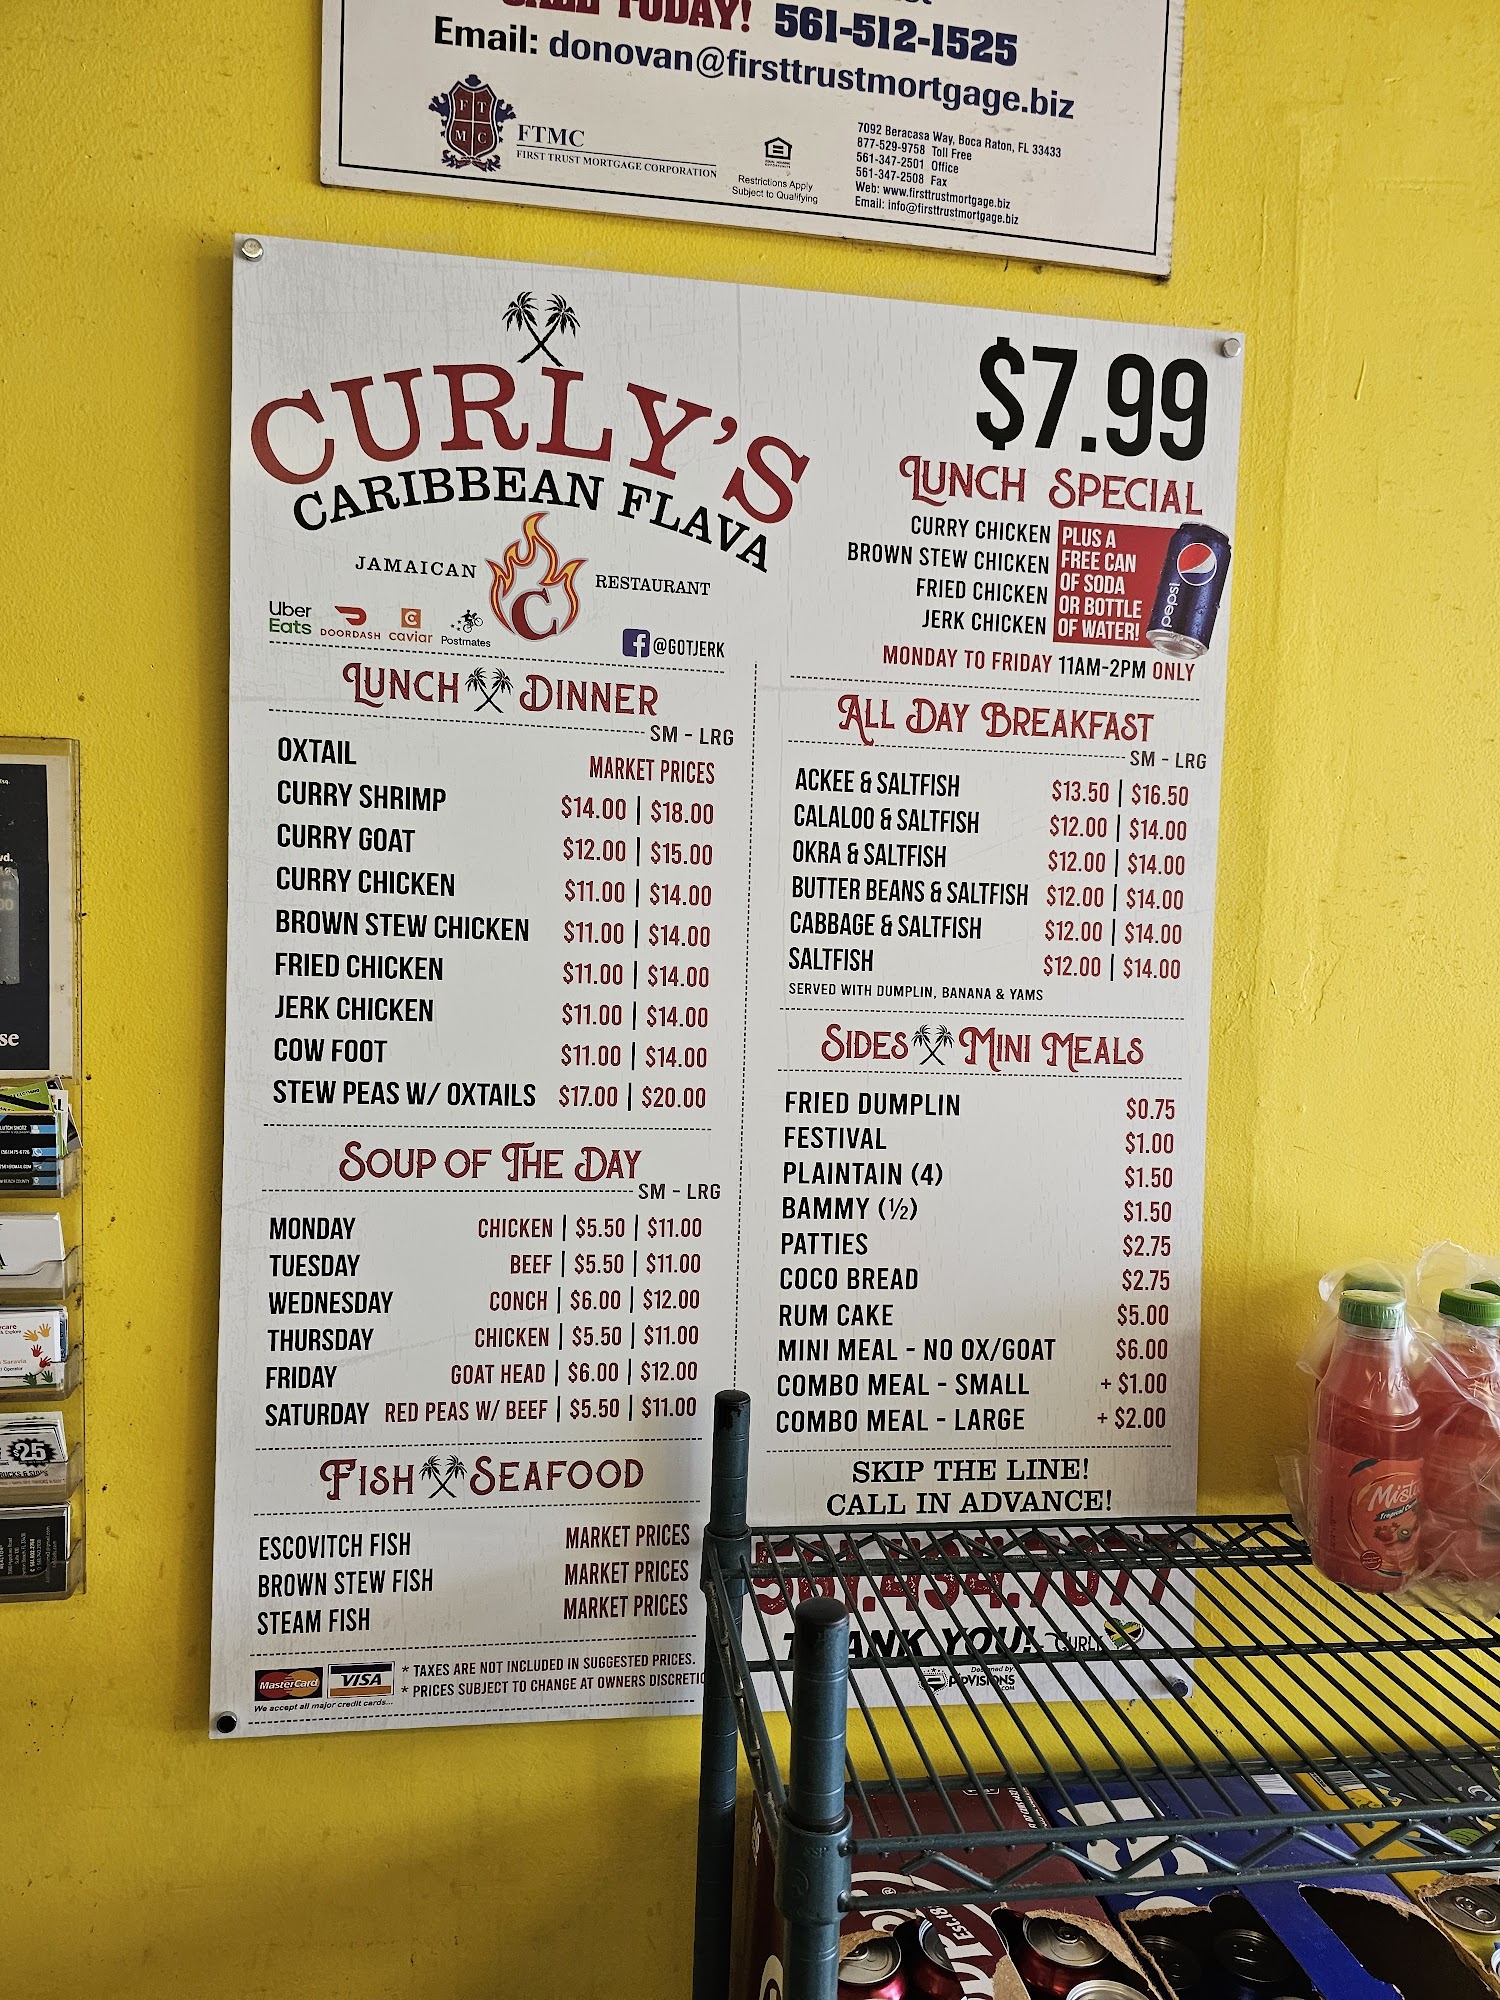 TODAY! 561-512-1525
Email: donovan@firsttrustmortgage.biz
F T
M C
FTMC
FIRST TRUST MORTGAGE CORPORATION
Restrictions Apply
Subject to Qualifying
7092 Beracasa Way, Boca Raton, FL 33433
877-529-9758 Toll Free
561-347-2501 Office
561-347-2508 Fax
Web: www.firsttrustmortgage.biz
Email: info@firsttrustmortgage.biz
CURLY'S
CARIBBEAN FLAVA
JAMAICAN C RESTAURANT
Uber Eats DOORDASH caviar Postmates
@GOTJERK
$7.99
LUNCH SPECIAL
CURRY CHICKEN
BROWN STEW CHICKEN
FRIED CHICKEN
JERK CHICKEN
PLUS A
FREE CAN
OF SODA
OR BOTTLE
OF WATER!
pepsi
MONDAY TO FRIDAY 11AM-2PM ONLY
LUNCH DINNER
SM - LRG
OXTAIL MARKET PRICES
CURRY SHRIMP $14.00 | $18.00
CURRY GOAT $12.00 | $15.00
CURRY CHICKEN $11.00 | $14.00
BROWN STEW CHICKEN $11.00 | $14.00
FRIED CHICKEN $11.00 | $14.00
JERK CHICKEN $11.00 | $14.00
COW FOOT $11.00 | $14.00
STEW PEAS W/ OXTAILS $17.00 | $20.00
SOUP OF THE DAY
SM - LRG
MONDAY CHICKEN | $5.50 | $11.00
TUESDAY BEEF | $5.50 | $11.00
WEDNESDAY CONCH | $6.00 | $12.00
THURSDAY CHICKEN | $5.50 | $11.00
FRIDAY GOAT HEAD | $6.00 | $12.00
SATURDAY RED PEAS W/ BEEF | $5.50 | $11.00
FISH SEAFOOD
ESCOVITCH FISH MARKET PRICES
BROWN STEW FISH MARKET PRICES
STEAM FISH MARKET PRICES
MasterCard VISA
We accept all major credit cards...
* TAXES ARE NOT INCLUDED IN SUGGESTED PRICES.
* PRICES SUBJECT TO CHANGE AT OWNERS DISCRETIO
ALL DAY BREAKFAST
SM - LRG
ACKEE & SALTFISH $13.50 | $16.50
CALALOO & SALTFISH $12.00 | $14.00
OKRA & SALTFISH $12.00 | $14.00
BUTTER BEANS & SALTFISH $12.00 | $14.00
CABBAGE & SALTFISH $12.00 | $14.00
SALTFISH $12.00 | $14.00
SERVED WITH DUMPLIN, BANANA & YAMS
SIDES MINI MEALS
FRIED DUMPLIN $0.75
FESTIVAL $1.00
PLAINTAIN (4) $1.50
BAMMY (½) $1.50
PATTIES $2.75
COCO BREAD $2.75
RUM CAKE $5.00
MINI MEAL - NO OX/GOAT $6.00
COMBO MEAL - SMALL + $1.00
COMBO MEAL - LARGE + $2.00
SKIP THE LINE!
CALL IN ADVANCE!
561.434.7077
THANK YOU! - CURLY
Designed by:
$25